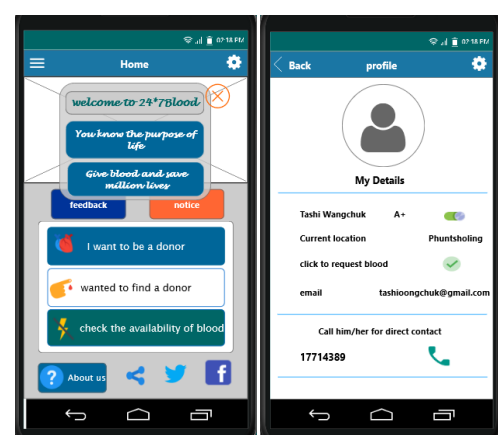 02:18 PM
Home
welcome to 24*7Blood
You know the purpose of
life
Give blood and save
million lives
feedback
notice
I want to be a donor
wanted to find a donor
check the availability of blood
? About us
f
02:18 PM
Back profile
My Details
Tashi Wangchuk A+
Current location Phuntsholing
click to request blood
email tashioongchuk@gmail.com
Call him/her for direct contact
17714389